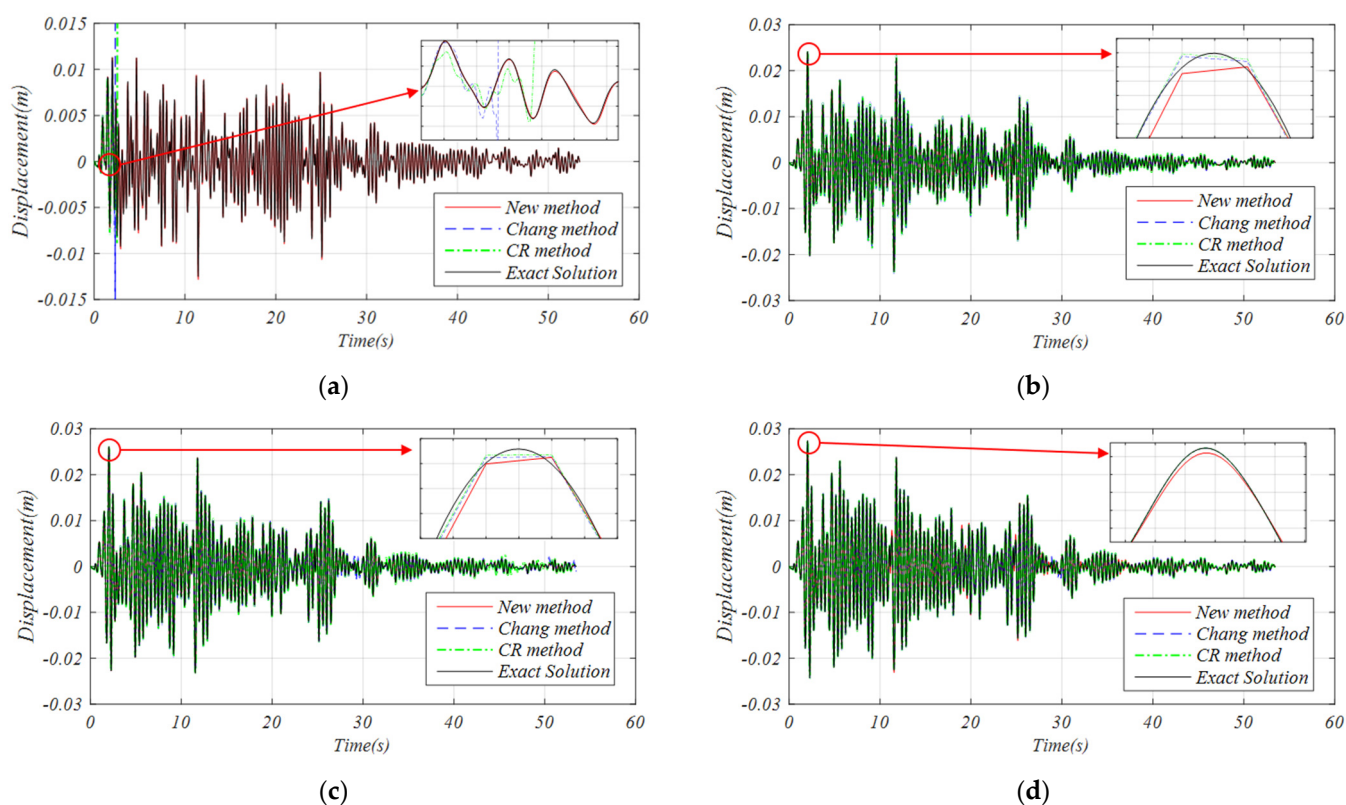 0.015
0.01
0.005
0
-0.005
-0.01
-0.015
Displacement(m)
0 10 20 30 40 50 60
Time(s)
New method
Chang method
CR method
Exact Solution
(a)
0.03
0.02
0.01
0
-0.01
-0.02
-0.03
Displacement(m)
0 10 20 30 40 50 60
Time(s)
New method
Chang method
CR method
Exact Solution
(b)
0.03
0.02
0.01
0
-0.01
-0.02
-0.03
Displacement(m)
0 10 20 30 40 50 60
Time(s)
New method
Chang method
CR method
Exact Solution
(c)
0.03
0.02
0.01
0
-0.01
-0.02
-0.03
Displacement(m)
0 10 20 30 40 50 60
Time(s)
New method
Chang method
CR method
Exact Solution
(d)